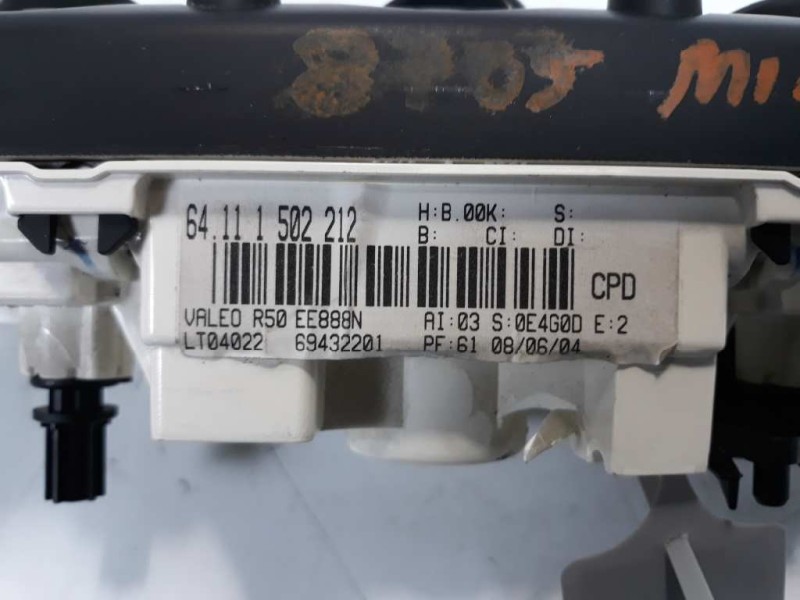 8705 MI
64.11 1 502 212 H:B.00K: S:
B: CI: DI:
CPD
VALEO R50 EE888N AI:03 S:0E4G0D E:2
LT04022 69432201 PF:61 08/06/04